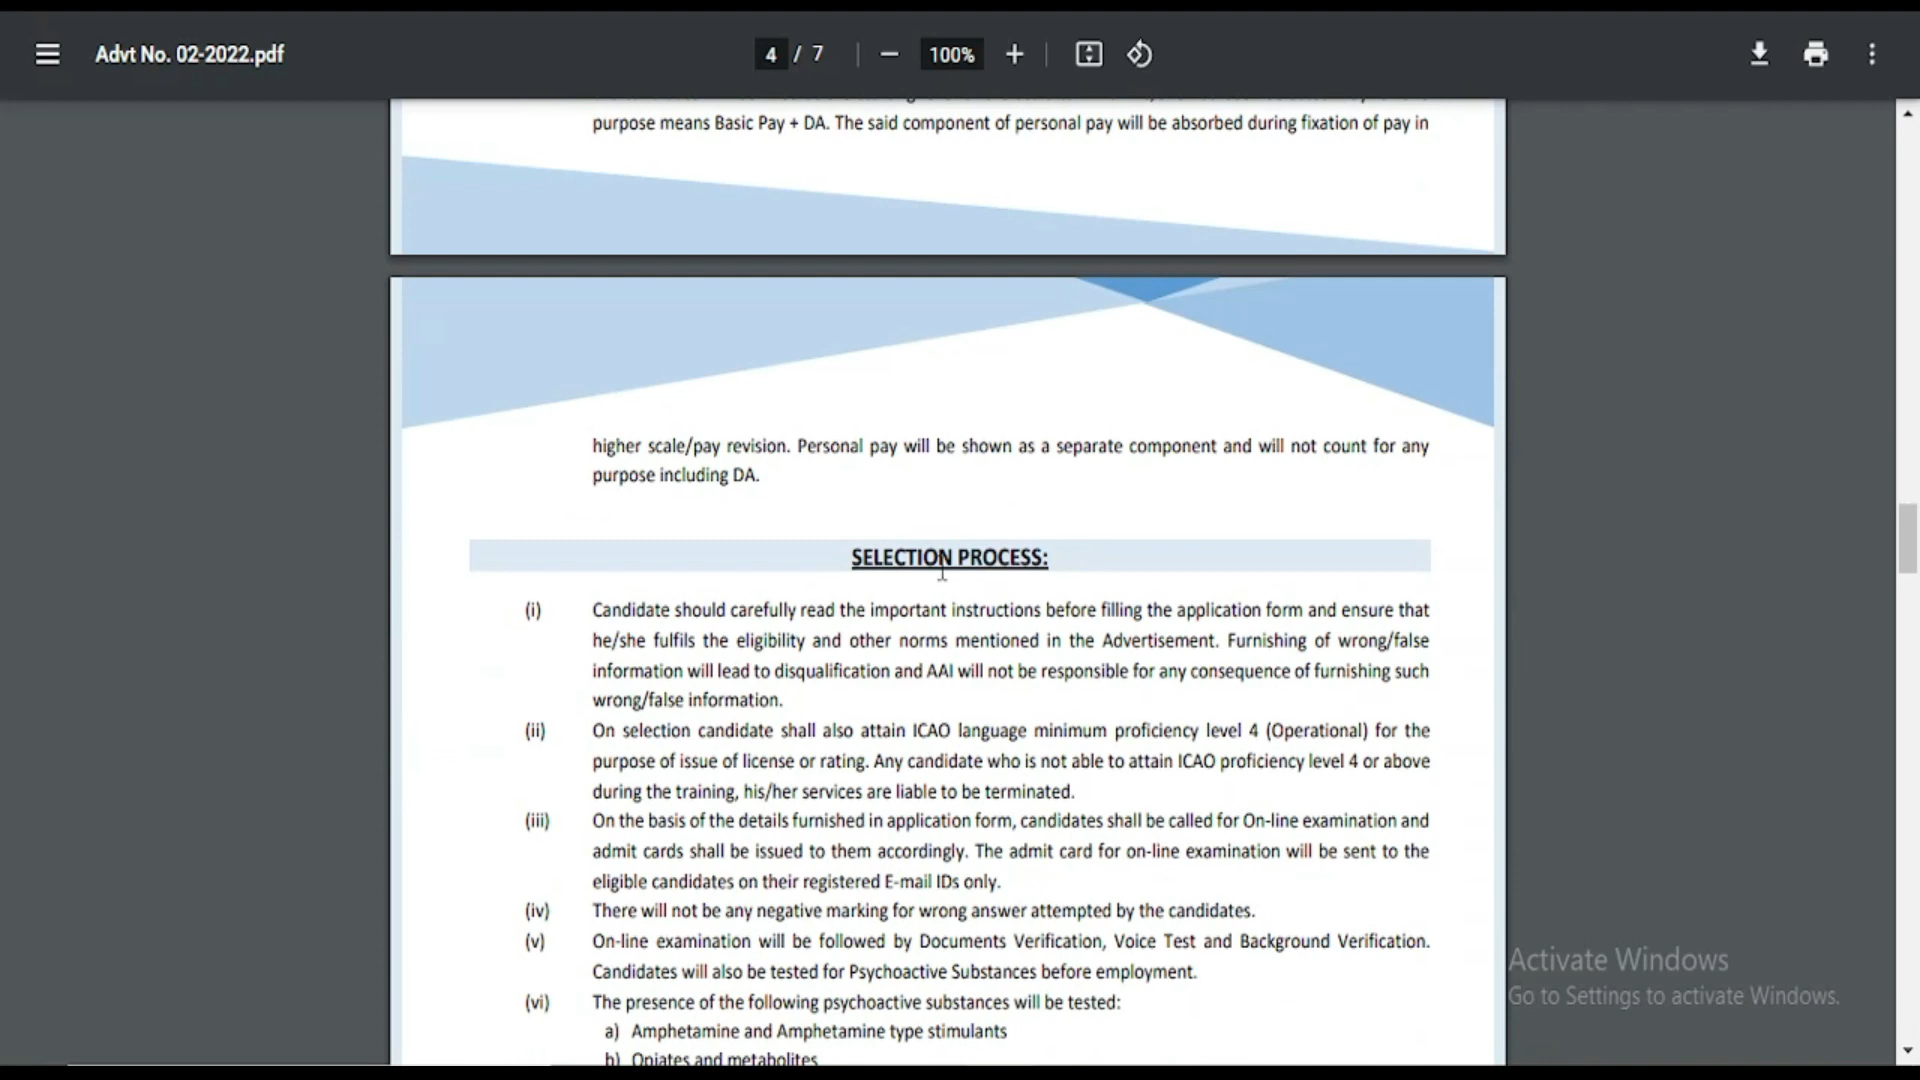 Advt No. 02-2022.pdf
4 / 7
100%
purpose means Basic Pay + DA. The said component of personal pay will be absorbed during fixation of pay in
higher scale/pay revision. Personal pay will be shown as a separate component and will not count for any
purpose including DA.
SELECTION PROCESS:
(i) Candidate should carefully read the important instructions before filling the application form and ensure that
he/she fulfils the eligibility and other norms mentioned in the Advertisement. Furnishing of wrong/false
information will lead to disqualification and AAI will not be responsible for any consequence of furnishing such
wrong/false information.
(ii) On selection candidate shall also attain ICAO language minimum proficiency level 4 (Operational) for the
purpose of issue of license or rating. Any candidate who is not able to attain ICAO proficiency level 4 or above
during the training, his/her services are liable to be terminated.
(iii) On the basis of the details furnished in application form, candidates shall be called for On-line examination and
admit cards shall be issued to them accordingly. The admit card for on-line examination will be sent to the
eligible candidates on their registered E-mail IDs only.
(iv) There will not be any negative marking for wrong answer attempted by the candidates.
(v) On-line examination will be followed by Documents Verification, Voice Test and Background Verification.
Candidates will also be tested for Psychoactive Substances before employment.
(vi) The presence of the following psychoactive substances will be tested:
a) Amphetamine and Amphetamine type stimulants
b) Opiates and metabolites
Activate Windows
Go to Settings to activate Windows.